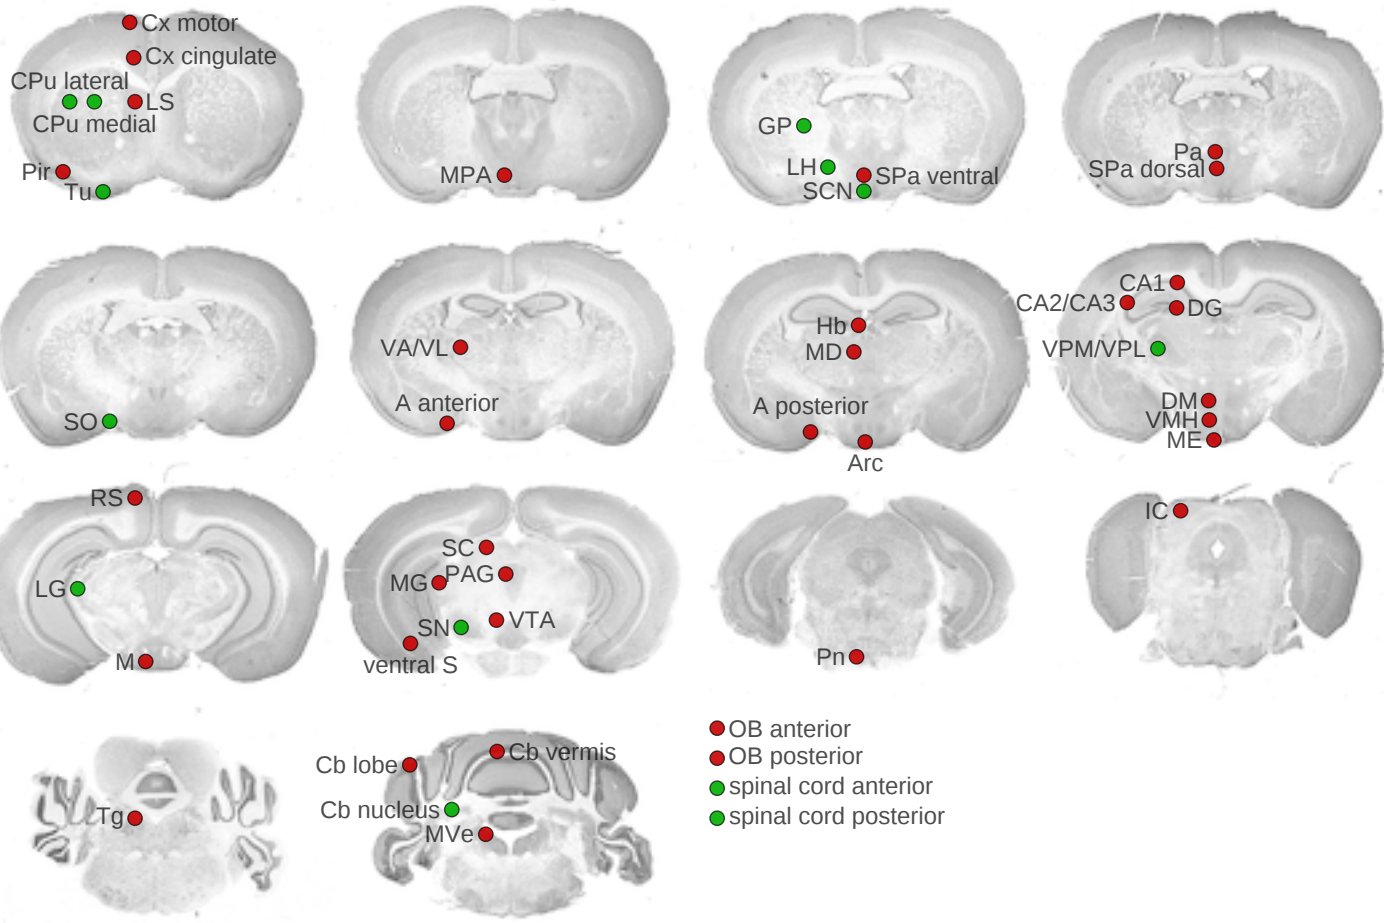 Cx motor
Cx cingulate
CPu lateral
LS
CPu medial
Pir
Tu
MPA
GP
LH
SPa ventral
SCN
Pa
SPa dorsal
SO
VA/VL
A anterior
Hb
MD
A posterior
Arc
CA1
CA2/CA3
DG
VPM/VPL
DM
VMH
ME
RS
LG
M
SC
MG
PAG
SN
VTA
ventral S
Pn
IC
Tg
Cb lobe
Cb vermis
Cb nucleus
MVe
OB anterior
OB posterior
spinal cord anterior
spinal cord posterior